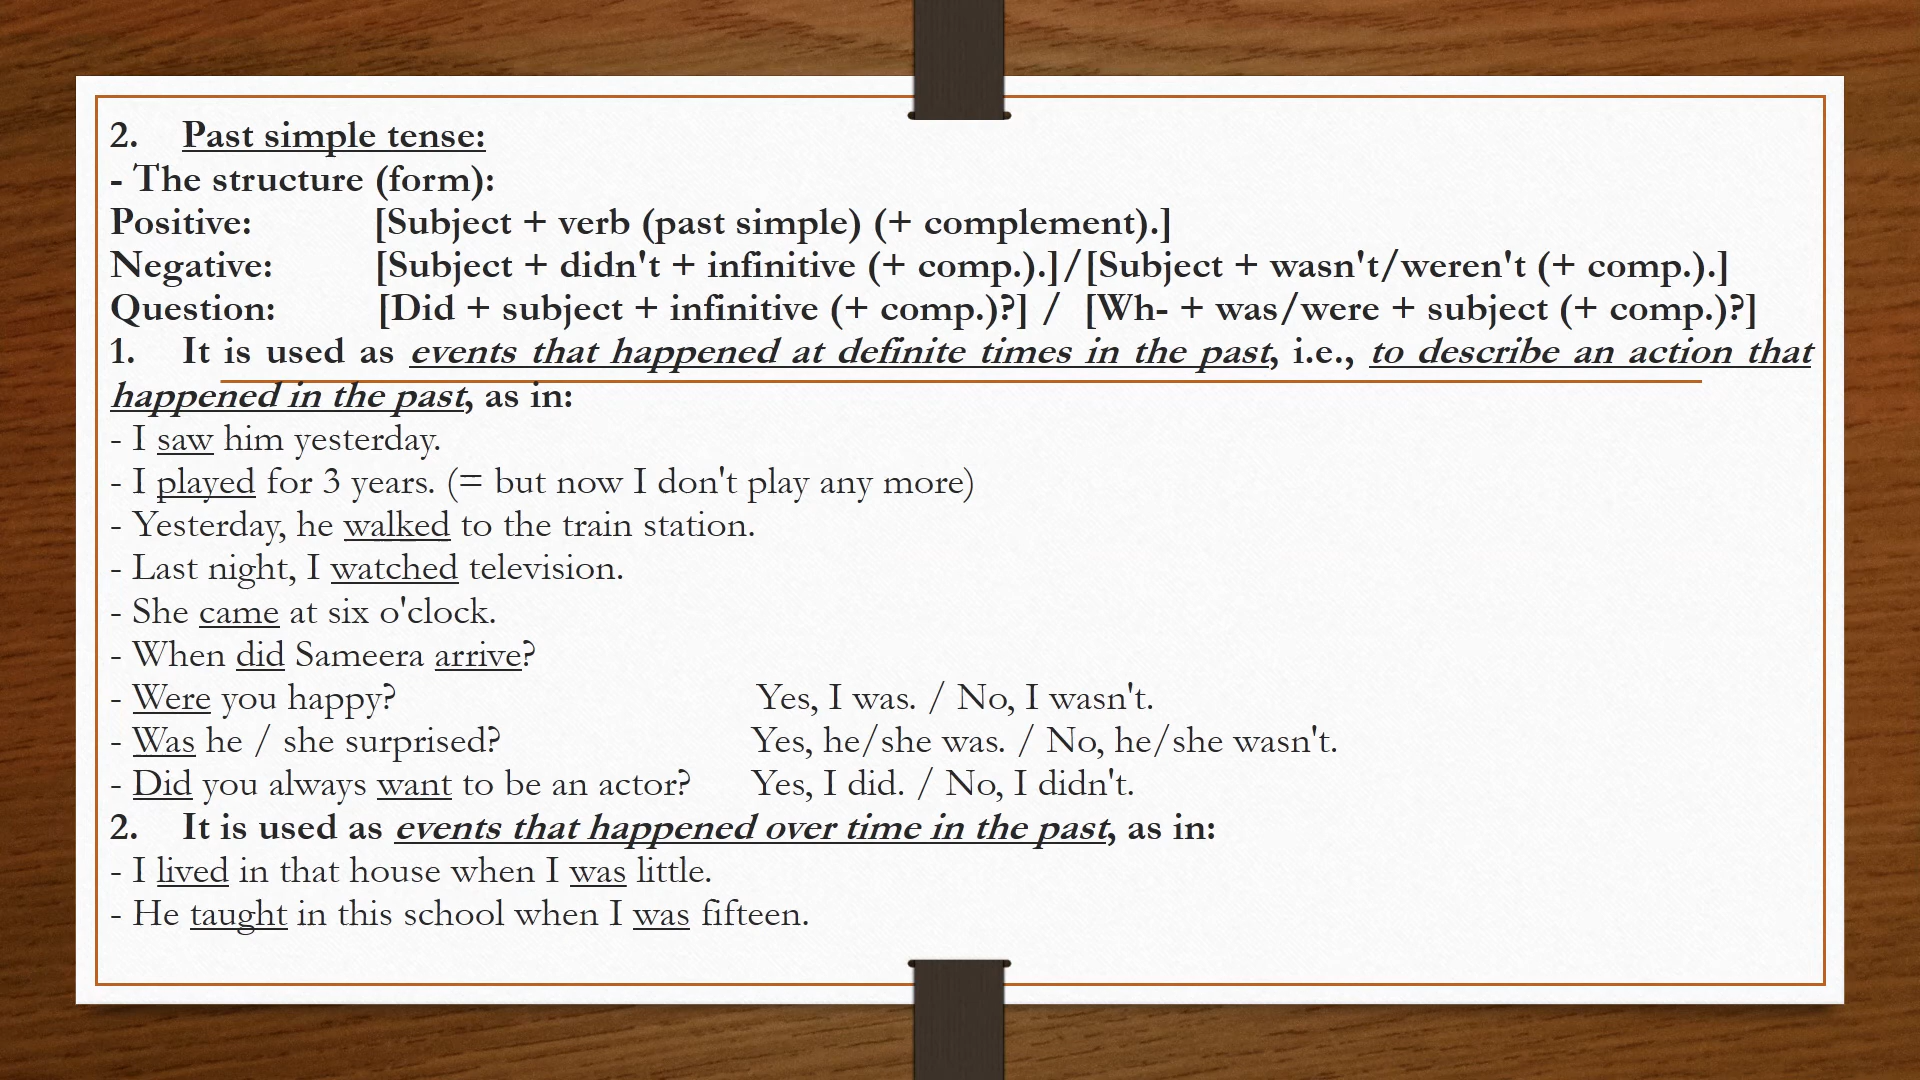 2. Past simple tense:
- The structure (form):
Positive: [Subject + verb (past simple) (+ complement).]
Negative: [Subject + didn't + infinitive (+ comp.).]/[Subject + wasn't/weren't (+ comp.).]
Question: [Did + subject + infinitive (+ comp.)?] / [Wh- + was/were + subject (+ comp.)?]
1. It is used as events that happened at definite times in the past, i.e., to describe an action that
happened in the past, as in:
- I saw him yesterday.
- I played for 3 years. (= but now I don't play any more)
- Yesterday, he walked to the train station.
- Last night, I watched television.
- She came at six o'clock.
- When did Sameera arrive?
- Were you happy? Yes, I was. / No, I wasn't.
- Was he / she surprised? Yes, he/she was. / No, he/she wasn't.
- Did you always want to be an actor? Yes, I did. / No, I didn't.
2. It is used as events that happened over time in the past, as in:
- I lived in that house when I was little.
- He taught in this school when I was fifteen.